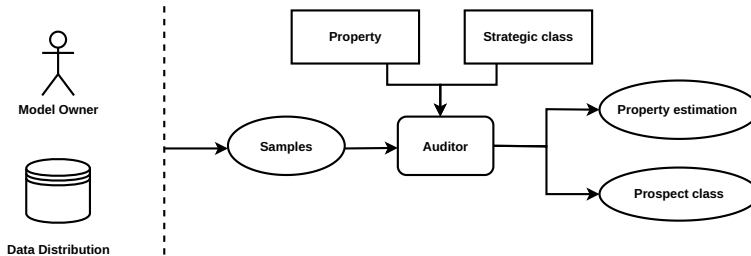 Property
Strategic class
Model Owner
Samples
Auditor
Property estimation
Prospect class
Data Distribution